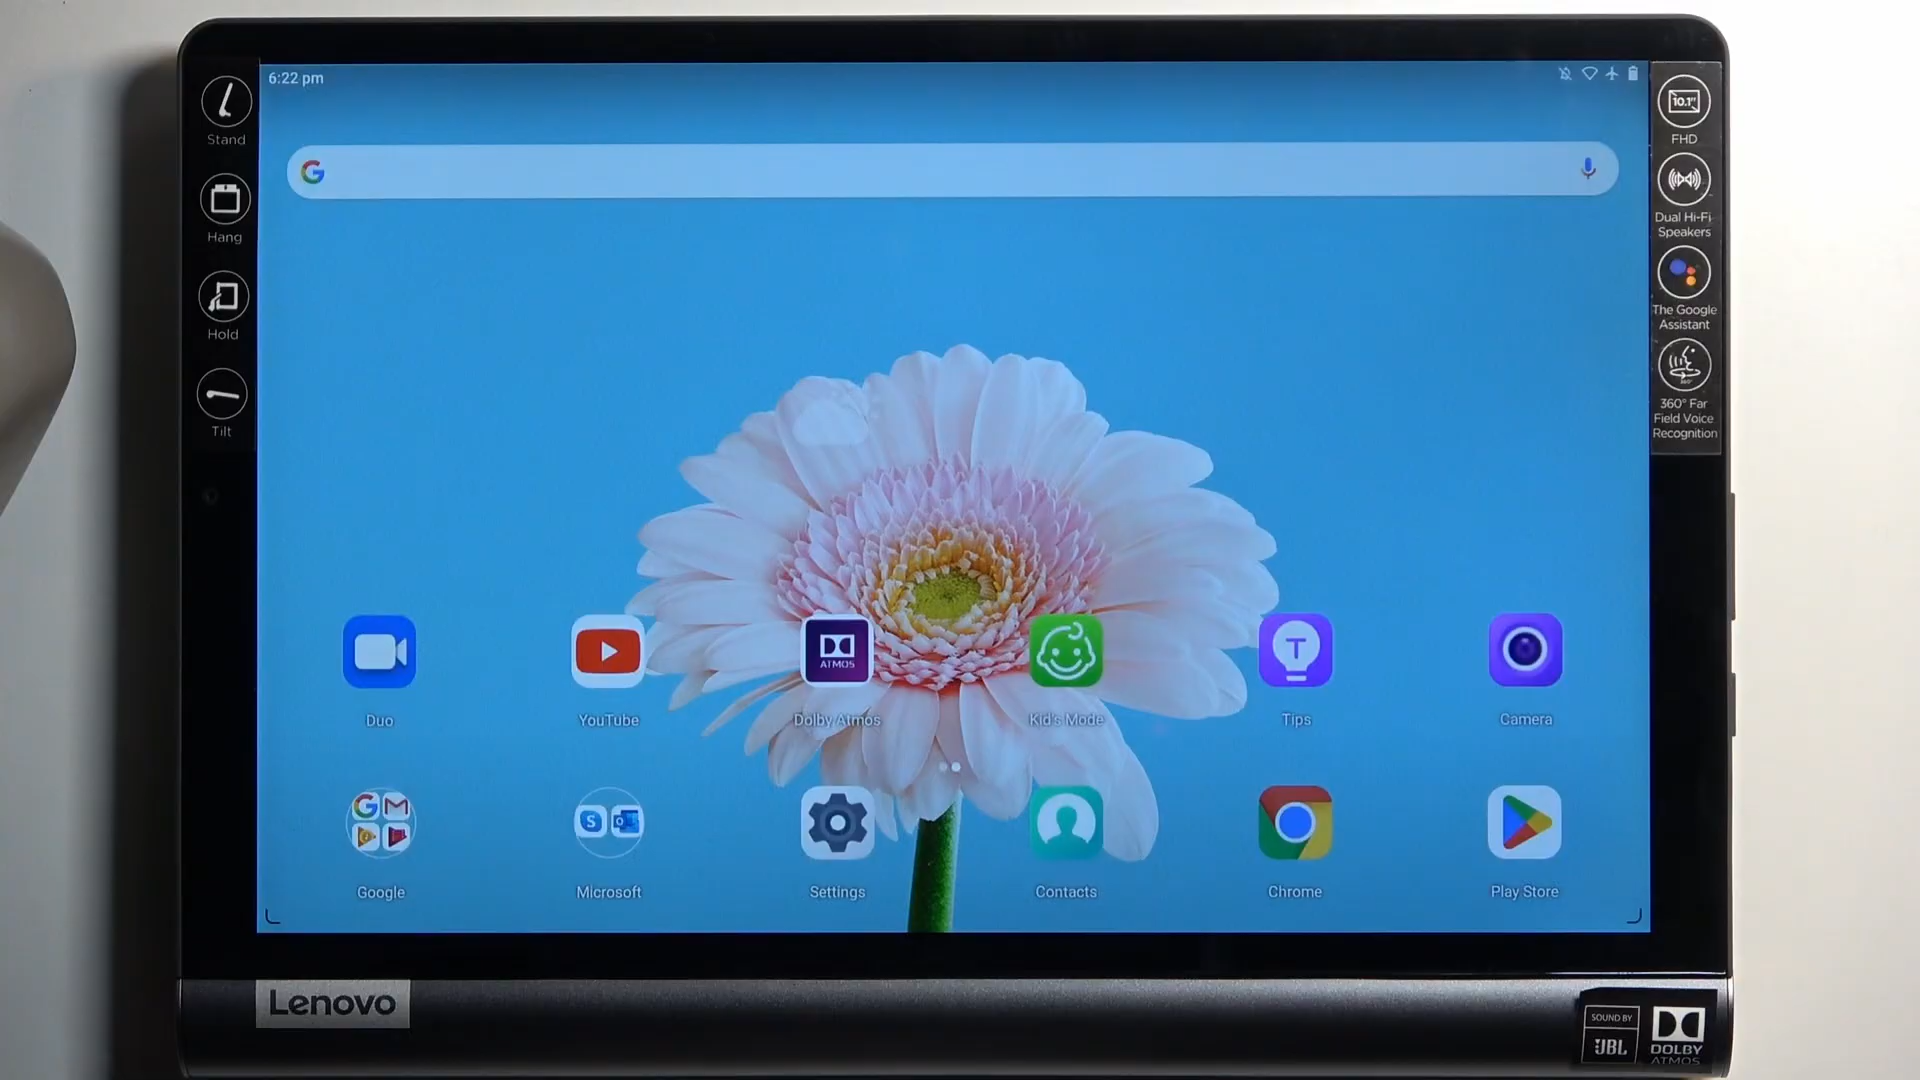 6:22 pm
Stand
Hang
Hold
Tilt
10.1"
FHD
Dual Hi-Fi
Speakers
The Google
Assistant
360°
360° Far
Field Voice
Recognition
ATMOS
T
Duo
YouTube
Dolby Atmos
Kid's Mode
Tips
Camera
Google
Microsoft
Settings
Contacts
Chrome
Play Store
Lenovo
SOUND BY
JBL
DOLBY
ATMOS